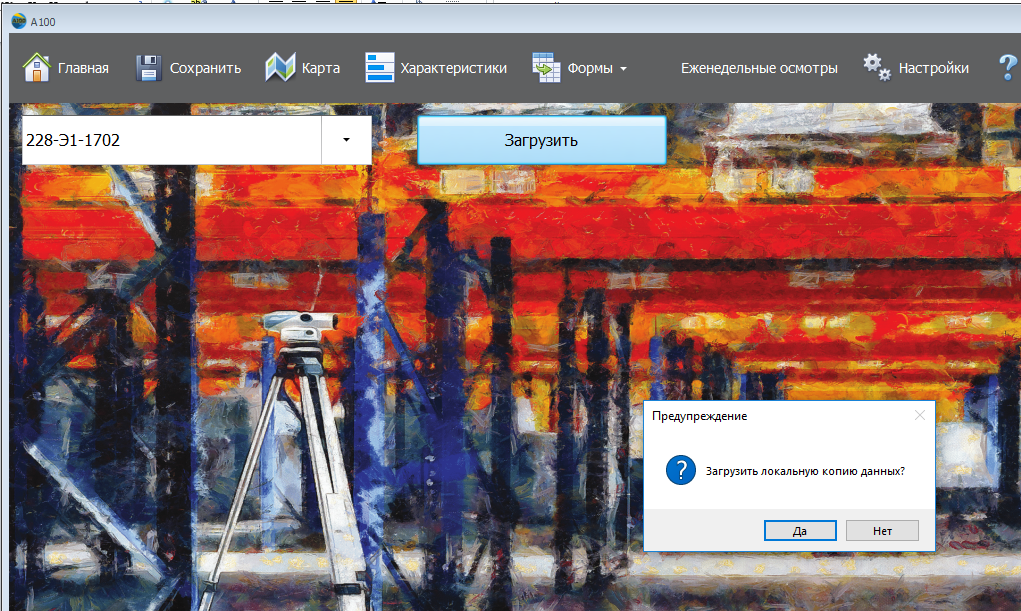 A100
Главная
Сохранить
Карта
Характеристики
Формы
Еженедельные осмотры
Настройки
?
228-Э1-1702
Загрузить
Предупреждение
Загрузить локальную копию данных?
Да
Нет